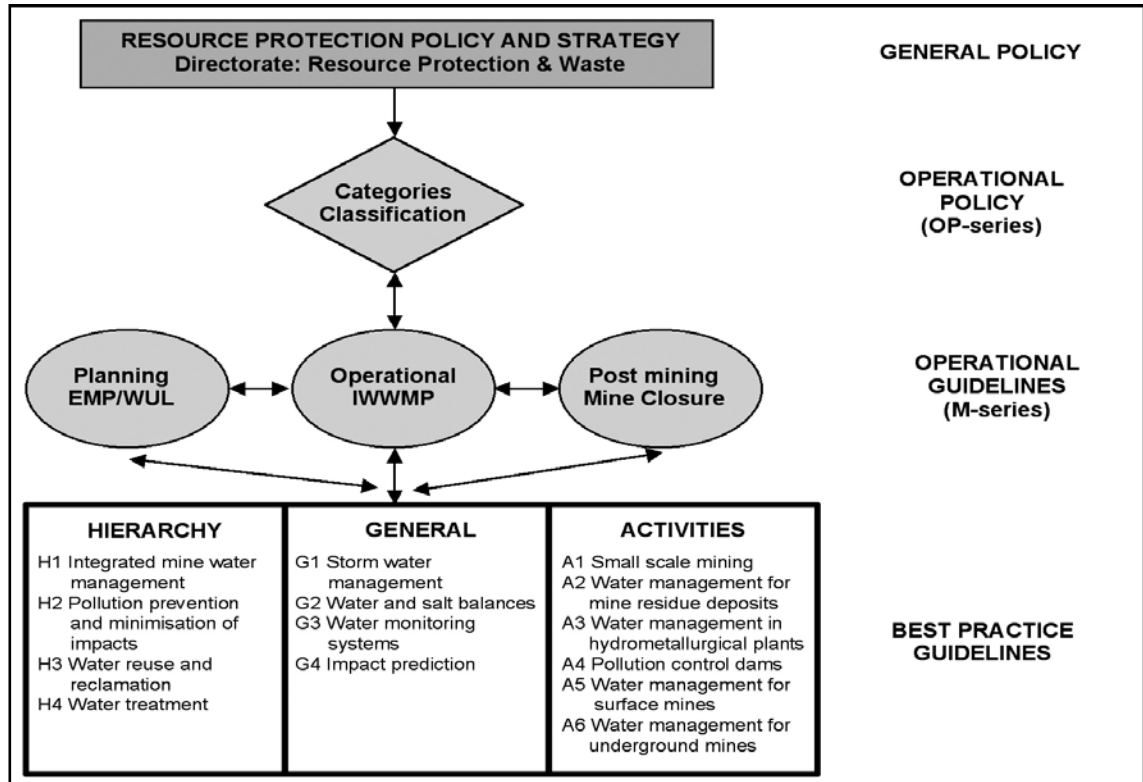 RESOURCE PROTECTION POLICY AND STRATEGY
Directorate: Resource Protection & Waste
GENERAL POLICY
Categories
Classification
OPERATIONAL
POLICY
(OP-series)
Planning
EMP/WUL
Operational
IWWMP
Post mining
Mine Closure
OPERATIONAL
GUIDELINES
(M-series)
HIERARCHY
H1 Integrated mine water
management
H2 Pollution prevention
and minimisation of
impacts
H3 Water reuse and
reclamation
H4 Water treatment
GENERAL
G1 Storm water
management
G2 Water and salt balances
G3 Water monitoring
systems
G4 Impact prediction
ACTIVITIES
A1 Small scale mining
A2 Water management for
mine residue deposits
A3 Water management in
hydrometallurgical plants
A4 Pollution control dams
A5 Water management for
surface mines
A6 Water management for
underground mines
BEST PRACTICE
GUIDELINES